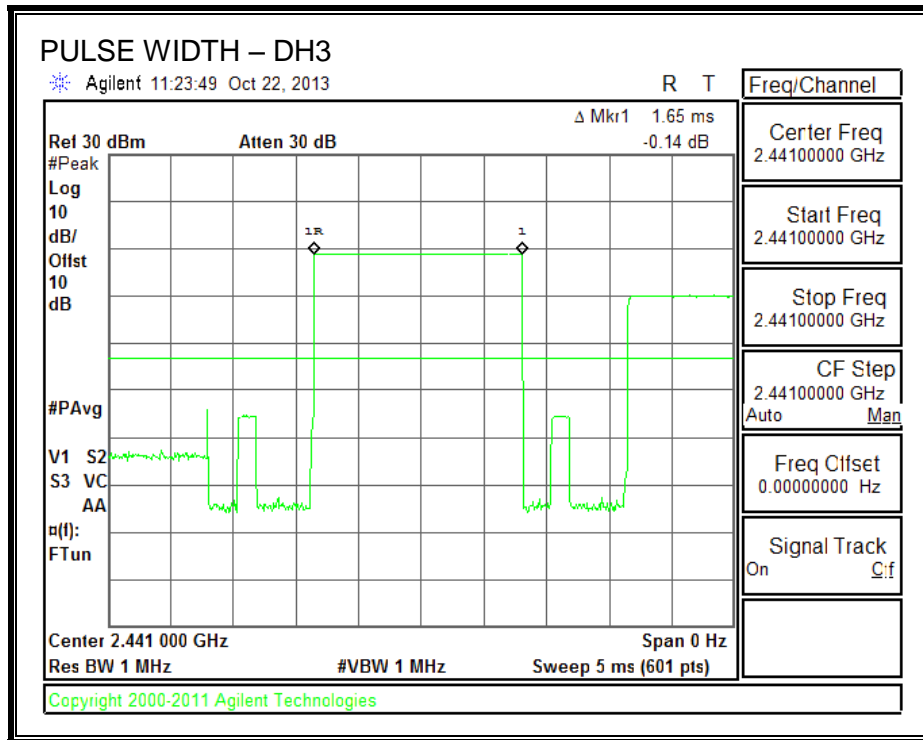 PULSE WIDTH – DH3
Agilent 11:23:49 Oct 22, 2013 R T
Δ Mkr1 1.65 ms
Ref 30 dBm Atten 30 dB -0.14 dB
#Peak
Log
10
dB/
Offst
10
dB
1R
1
#PAvg
V1 S2
S3 VC
AA
¤(f):
FTun
Center 2.441 000 GHz Span 0 Hz
Res BW 1 MHz #VBW 1 MHz Sweep 5 ms (601 pts)
Copyright 2000-2011 Agilent Technologies
Freq/Channel
Center Freq
2.44100000 GHz
Start Freq
2.44100000 GHz
Stop Freq
2.44100000 GHz
CF Step
2.44100000 GHz
Auto Man
Freq Offset
0.00000000 Hz
Signal Track
On Off